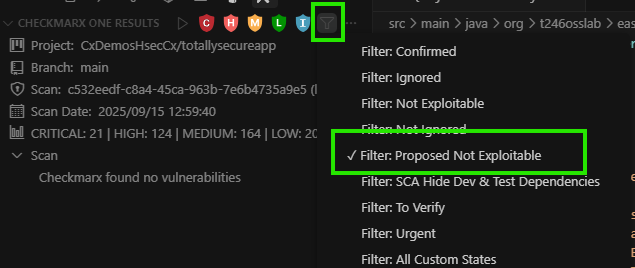 CHECKMARX ONE RESULTS
C H M L I
src > main > java > org > t246osslab > eas
Project: CxDemosHsecCx/totallysecureapp
Branch: main
Scan: c532eedf-c8a4-45ca-963b-7e6b4735a9e5 (l
Scan Date: 2025/09/15 12:59:40
CRITICAL: 21 | HIGH: 124 | MEDIUM: 164 | LOW: 20
Scan
Checkmarx found no vulnerabilities
Filter: Confirmed
Filter: Ignored
Filter: Not Exploitable
Filter: Not Ignored
✓ Filter: Proposed Not Exploitable
Filter: SCA Hide Dev & Test Dependencies
Filter: To Verify
Filter: Urgent
Filter: All Custom States